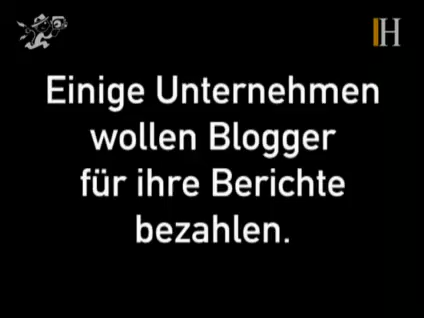 H
Einige Unternehmen
wollen Blogger
für ihre Berichte
bezahlen.